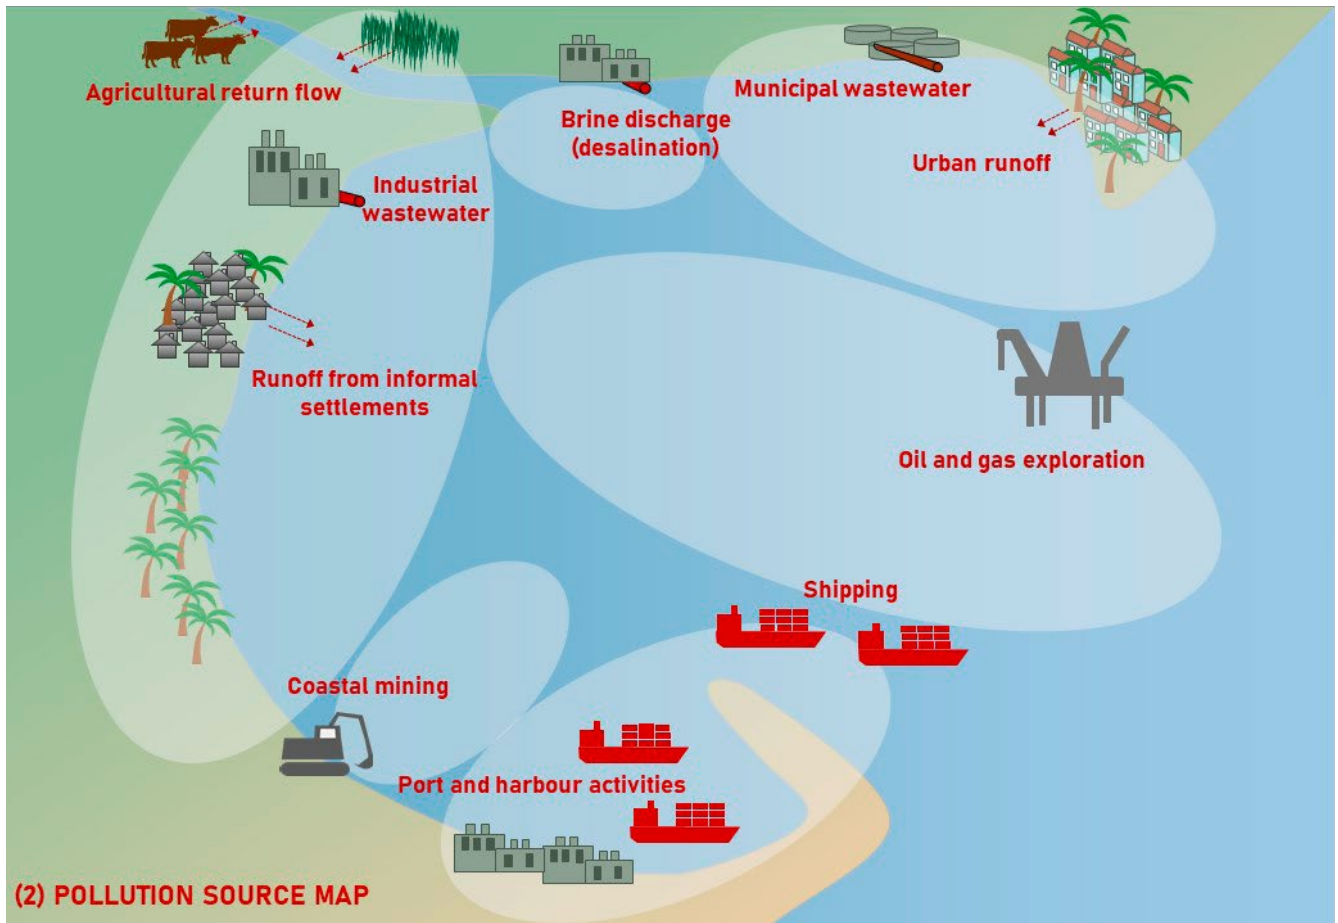 Agricultural return flow
Brine discharge
(desalination)
Municipal wastewater
Urban runoff
Industrial
wastewater
Runoff from informal
settlements
Oil and gas exploration
Shipping
Coastal mining
Port and harbour activities
(2) POLLUTION SOURCE MAP